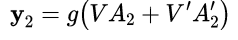 y₂ = g(VA₂ + V′A′₂)